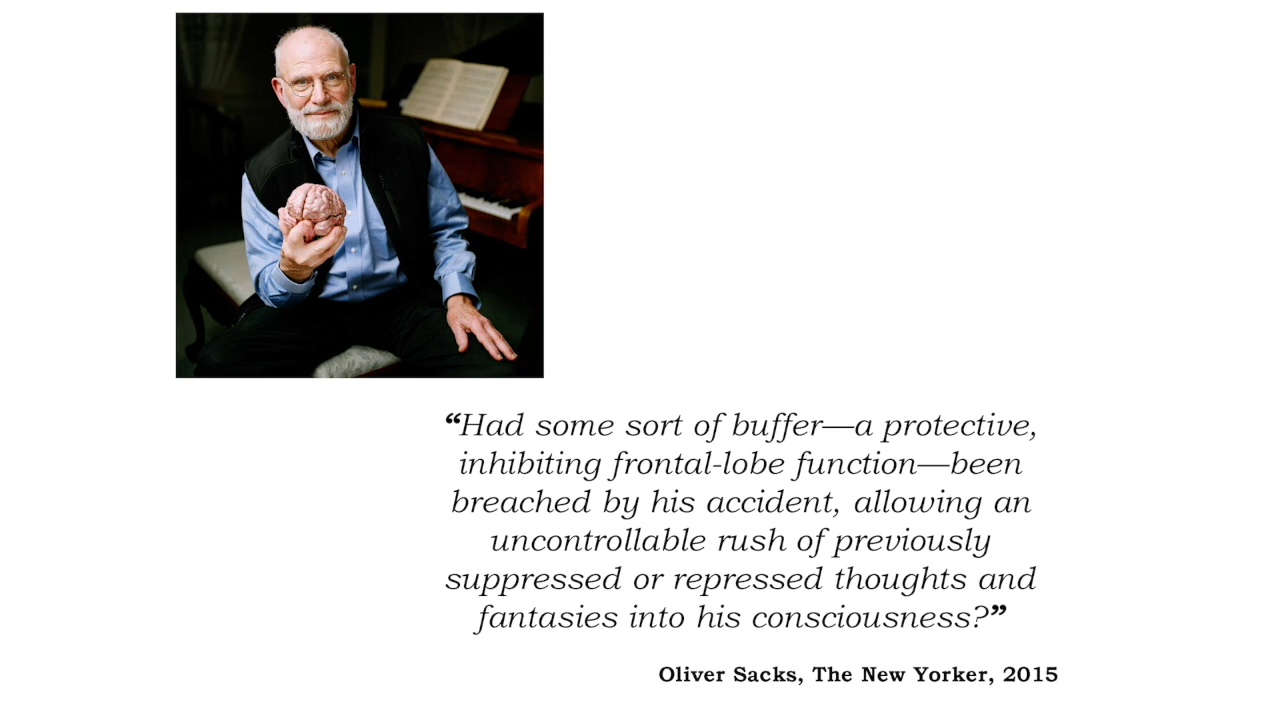 “Had some sort of buffer—a protective,
inhibiting frontal-lobe function—been
breached by his accident, allowing an
uncontrollable rush of previously
suppressed or repressed thoughts and
fantasies into his consciousness?”
Oliver Sacks, The New Yorker, 2015